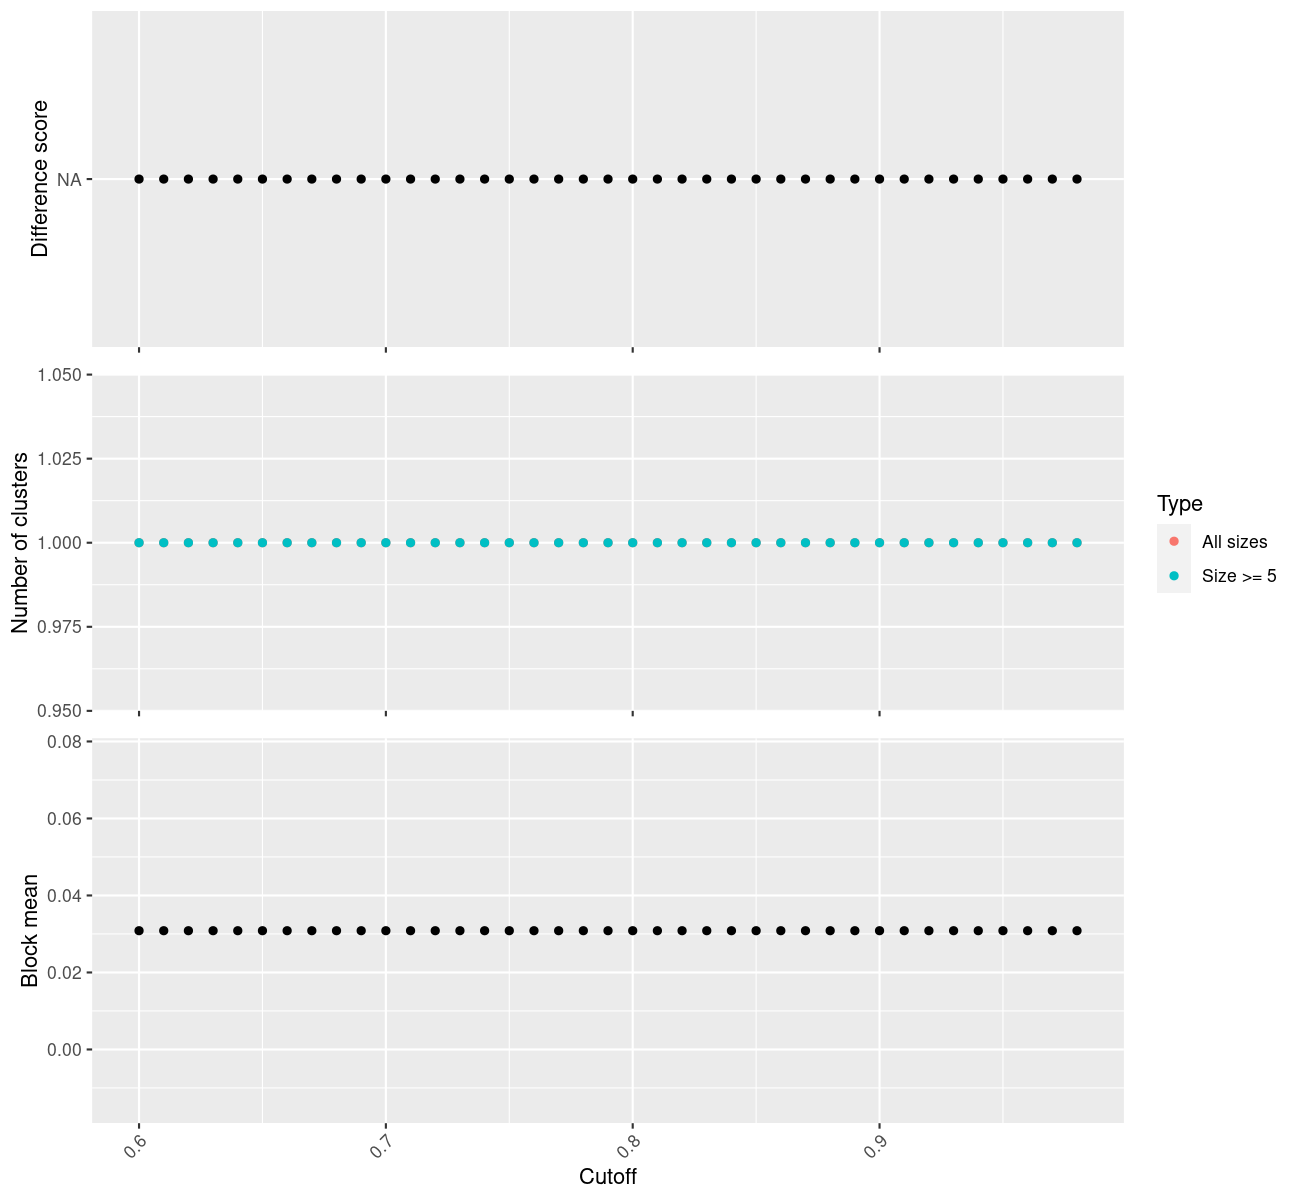 Difference score
NA
Number of clusters
1.050
1.025
1.000
0.975
0.950
Type
All sizes
Size >= 5
Block mean
0.08
0.06
0.04
0.02
0.00
0.6
0.7
0.8
0.9
Cutoff